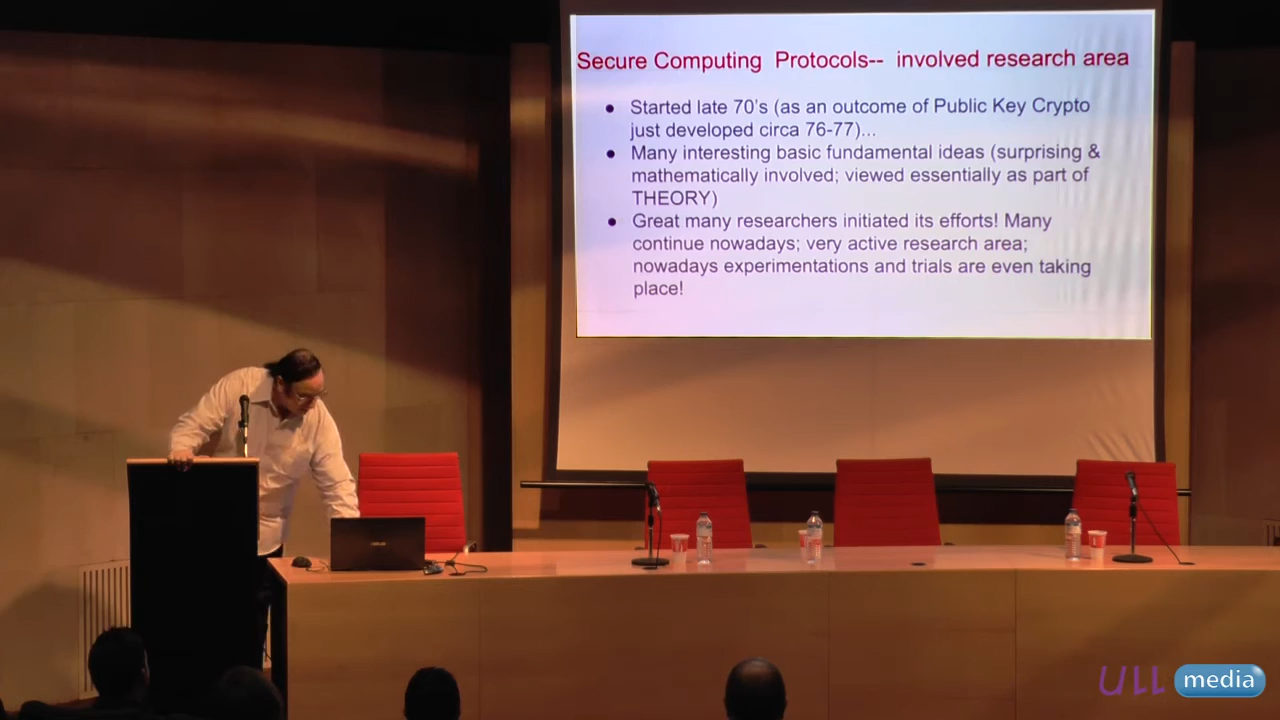 Secure Computing Protocols-- involved research area
● Started late 70's (as an outcome of Public Key Crypto
just developed circa 76-77)...
● Many interesting basic fundamental ideas (surprising &
mathematically involved; viewed essentially as part of
THEORY)
● Great many researchers initiated its efforts! Many
continue nowadays; very active research area;
nowadays experimentations and trials are even taking
place!
ULL media